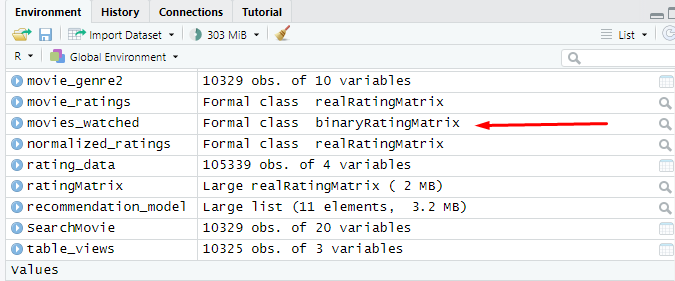 Environment History Connections Tutorial
Import Dataset 303 MiB List
R Global Environment
movie_genre2 10329 obs. of 10 variables
movie_ratings Formal class realRatingMatrix
movies_watched Formal class binaryRatingMatrix
normalized_ratings Formal class realRatingMatrix
rating_data 105339 obs. of 4 variables
ratingMatrix Large realRatingMatrix ( 2 MB)
recommendation_model Large list (11 elements, 3.2 MB)
SearchMovie 10329 obs. of 20 variables
table_views 10325 obs. of 3 variables
Values